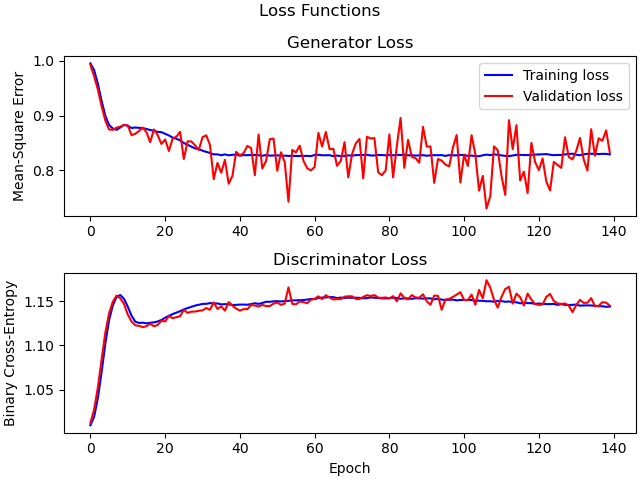 Loss Functions
Generator Loss
Mean-Square Error
1.0
0.9
0.8
Training loss
Validation loss
0 20 40 60 80 100 120 140
Discriminator Loss
Binary Cross-Entropy
1.15
1.10
1.05
0 20 40 60 80 100 120 140
Epoch